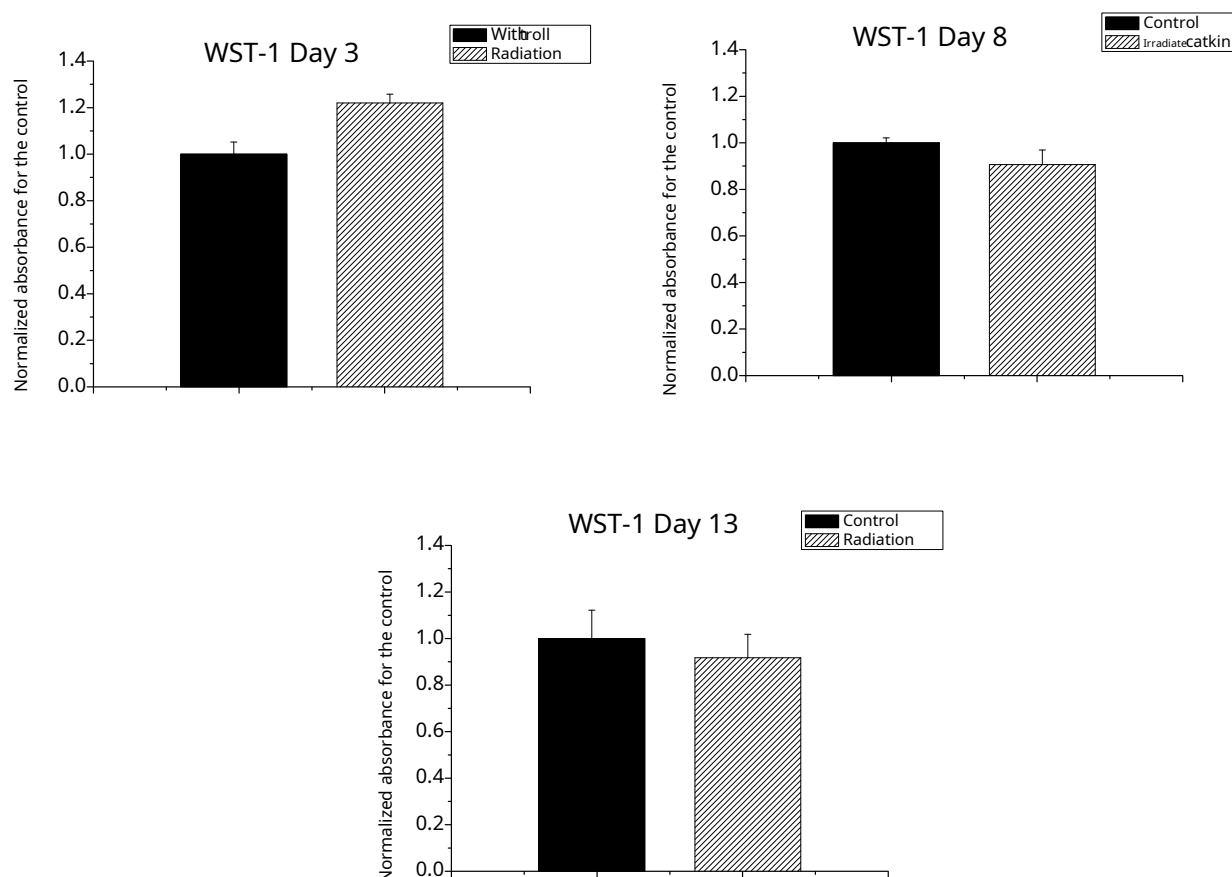 WST-1 Day 3
Withtroll
Radiation
Normalized absorbance for the control
1.4
1.2
1.0
0.8
0.6
0.4
0.2
0.0
WST-1 Day 8
Control
Irradiatecatkin
Normalized absorbance for the control
1.4
1.2
1.0
0.8
0.6
0.4
0.2
0.0
WST-1 Day 13
Control
Radiation
Normalized absorbance for the control
1.4
1.2
1.0
0.8
0.6
0.4
0.2
0.0